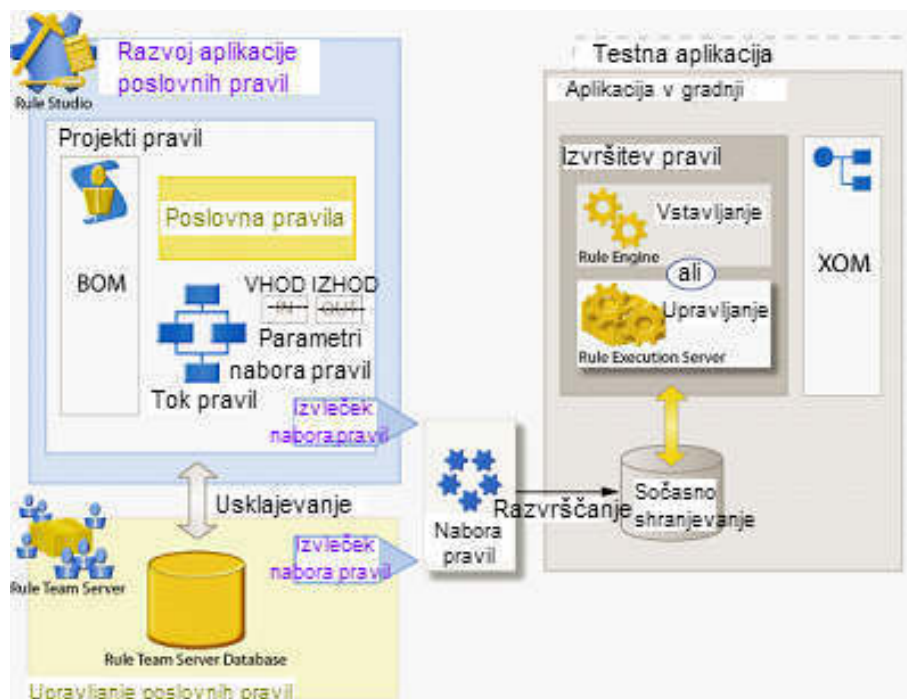 Razvoj aplikacije
poslovnih pravil
Rule Studio
Projekti pravil
BOM
Poslovna pravila
VHOD IZHOD
IN OUT
Parametri
nabora pravil
Tok pravil
Izvleček
nabora pravil
Usklajevanje
Izvleček
nabora pravil
Rule Team Server
Rule Team Server Database
Upravljanje poslovnih pravil
Nabora
pravil
Razvrščanje
Testna aplikacija
Aplikacija v gradnji
Izvršitev pravil
Vstavljanje
Rule Engine
ali
Upravljanje
Rule Execution Server
XOM
Sočasno
shranjevanje